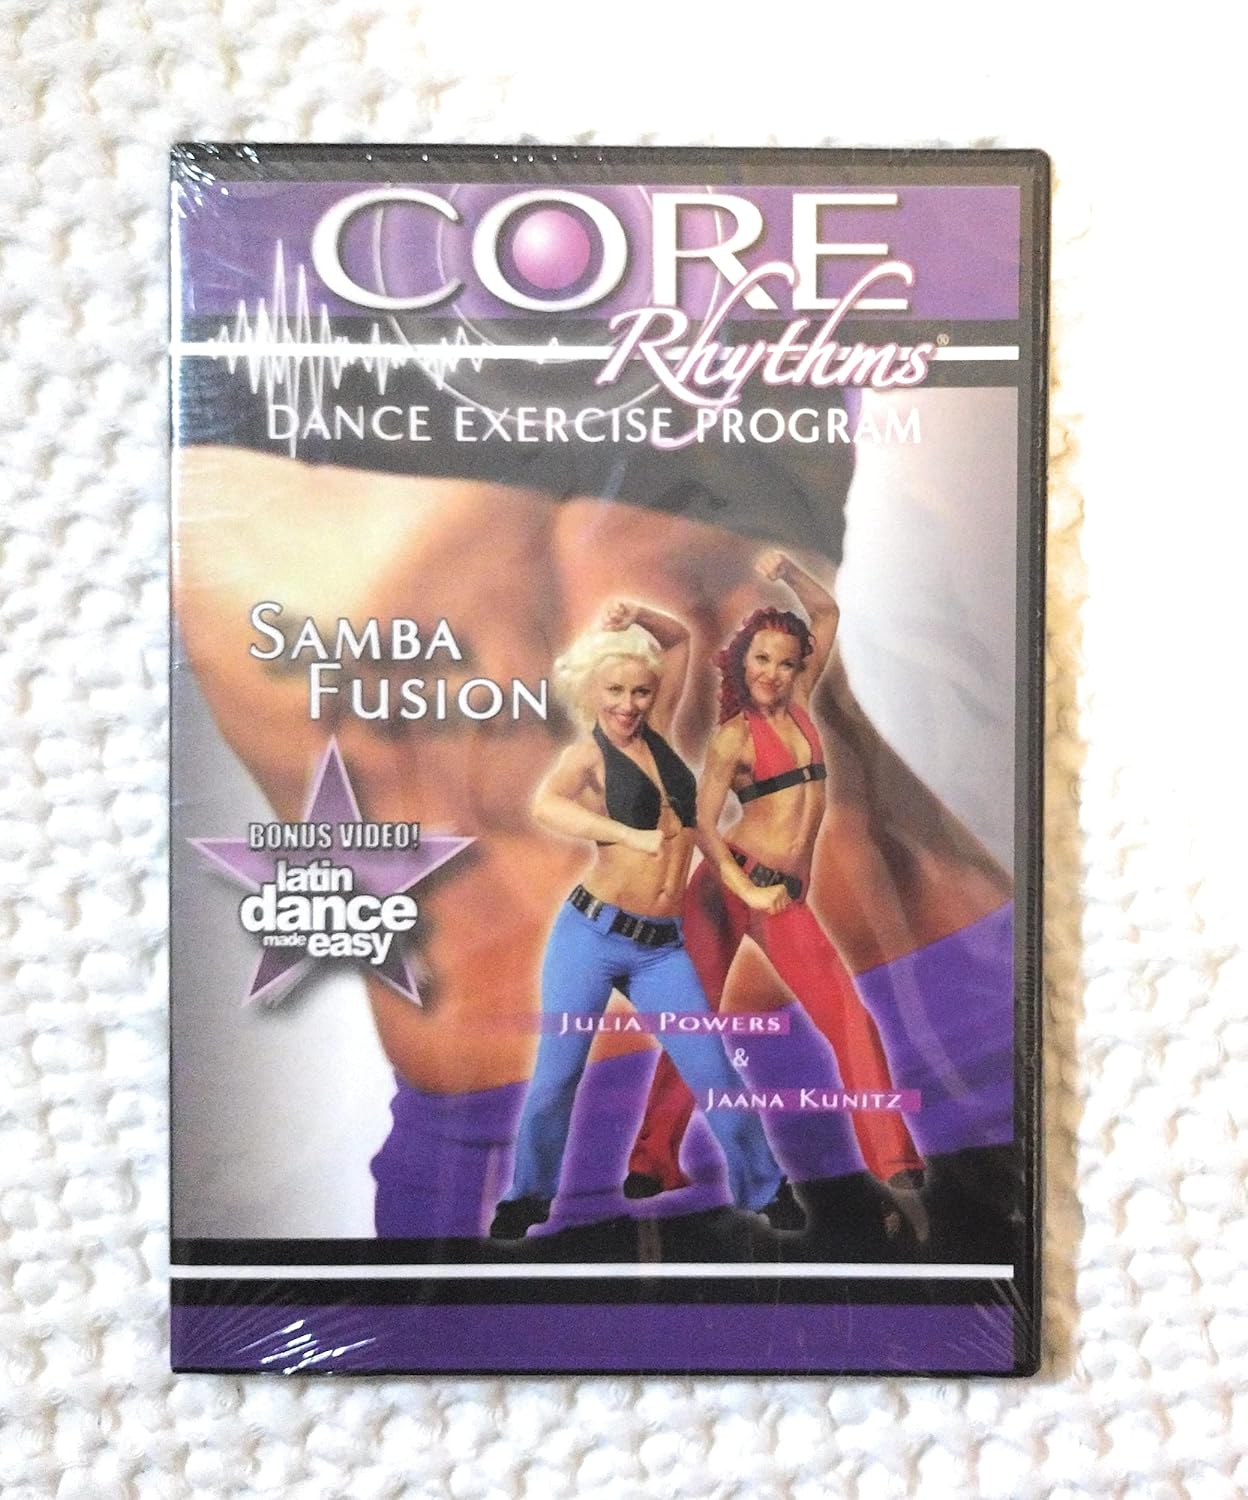 CORE
Rhythms®
DANCE EXERCISE PROGRAM
SAMBA
FUSION
BONUS VIDEO!
latin
dance
made easy
JULIA POWERS
&
JAANA KUNITZ